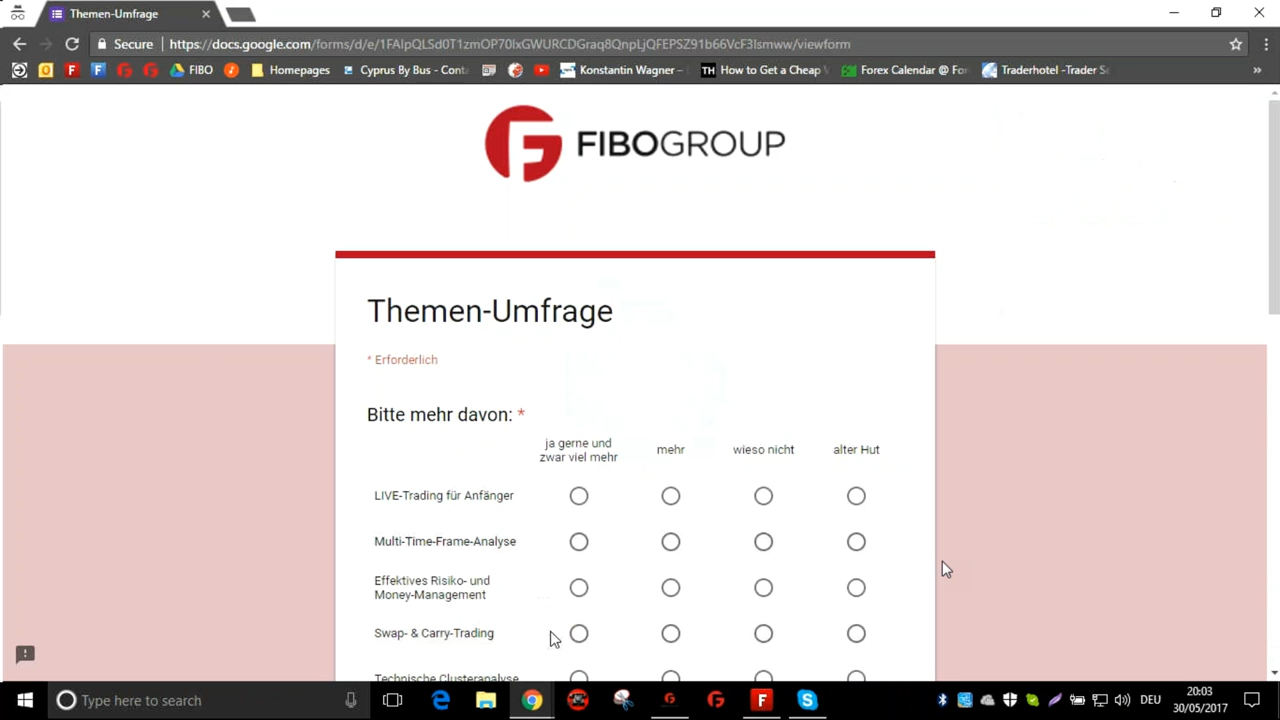 Themen-Umfrage
Secure
https://docs.google.com/forms/d/e/1FAIpQLSd0T1zmOP70lxGWURCDGraq8QnpLjQFEPSZ91b66VcF3lsmww/viewform
FIBO
Homepages
Cyprus By Bus - Conta
Konstantin Wagner –
How to Get a Cheap
Forex Calendar @ For
Traderhotel -Trader Se
FIBOGROUP
Themen-Umfrage
* Erforderlich
Bitte mehr davon: *
ja gerne und
zwar viel mehr
mehr
wieso nicht
alter Hut
LIVE-Trading für Anfänger
Multi-Time-Frame-Analyse
Effektives Risiko- und
Money-Management
Swap- & Carry-Trading
Technische Clusteranalyse
Type here to search
DEU
20:03
30/05/2017